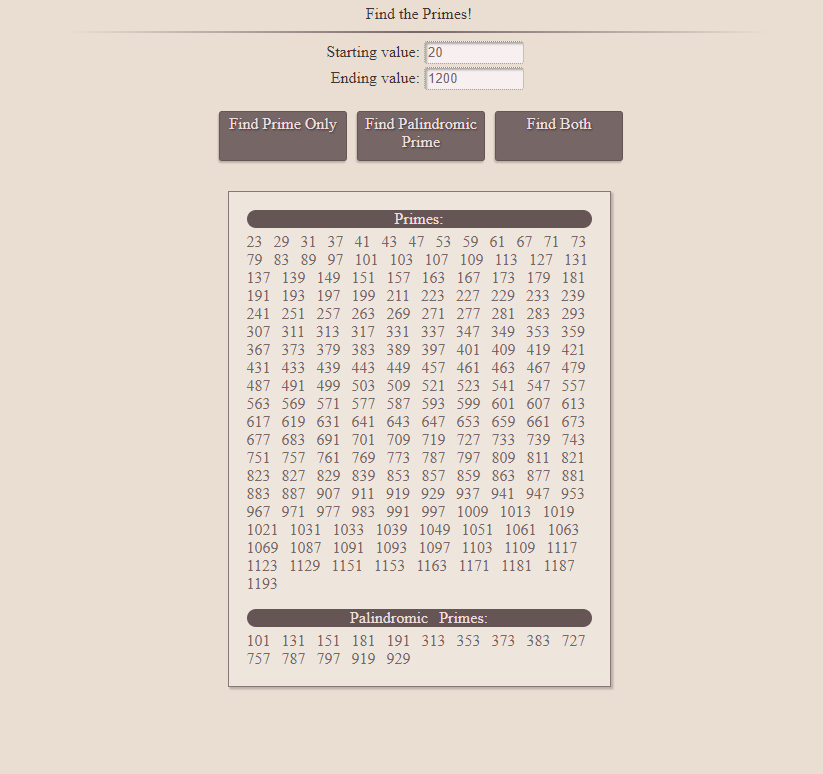 Find the Primes!
Starting value: 20
Ending value: 1200
Find Prime Only
Find Palindromic
Prime
Find Both
Primes:
23 29 31 37 41 43 47 53 59 61 67 71 73
79 83 89 97 101 103 107 109 113 127 131
137 139 149 151 157 163 167 173 179 181
191 193 197 199 211 223 227 229 233 239
241 251 257 263 269 271 277 281 283 293
307 311 313 317 331 337 347 349 353 359
367 373 379 383 389 397 401 409 419 421
431 433 439 443 449 457 461 463 467 479
487 491 499 503 509 521 523 541 547 557
563 569 571 577 587 593 599 601 607 613
617 619 631 641 643 647 653 659 661 673
677 683 691 701 709 719 727 733 739 743
751 757 761 769 773 787 797 809 811 821
823 827 829 839 853 857 859 863 877 881
883 887 907 911 919 929 937 941 947 953
967 971 977 983 991 997 1009 1013 1019
1021 1031 1033 1039 1049 1051 1061 1063
1069 1087 1091 1093 1097 1103 1109 1117
1123 1129 1151 1153 1163 1171 1181 1187
1193
Palindromic Primes:
101 131 151 181 191 313 353 373 383 727
757 787 797 919 929